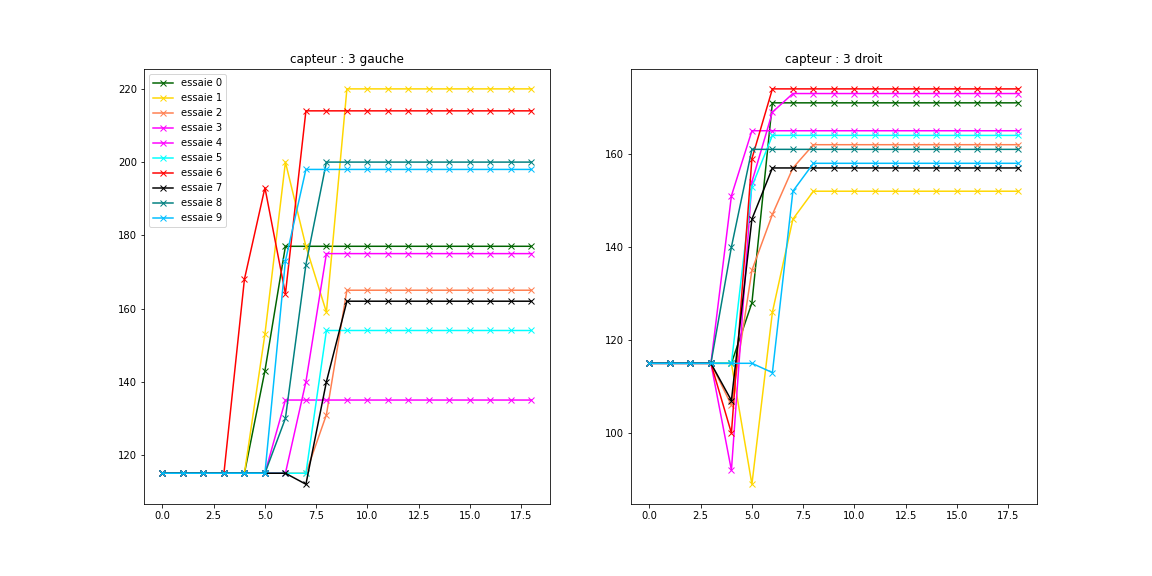 capteur : 3 gauche
220
200
180
160
140
120
0.0 2.5 5.0 7.5 10.0 12.5 15.0 17.5
essaie 0
essaie 1
essaie 2
essaie 3
essaie 4
essaie 5
essaie 6
essaie 7
essaie 8
essaie 9
capteur : 3 droit
160
140
120
100
0.0 2.5 5.0 7.5 10.0 12.5 15.0 17.5